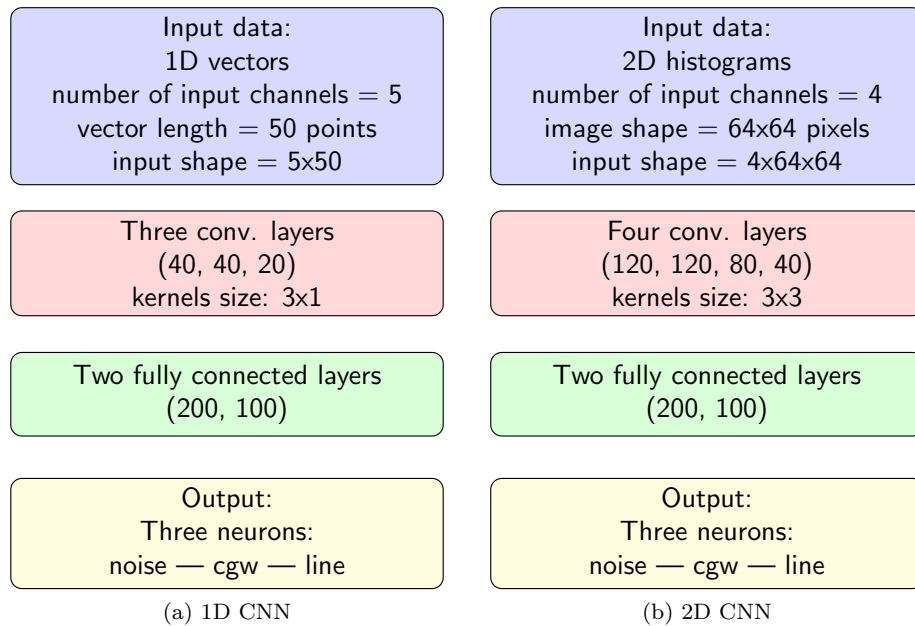 Input data:
1D vectors
number of input channels = 5
vector length = 50 points
input shape = 5x50
Three conv. layers
(40, 40, 20)
kernels size: 3x1
Two fully connected layers
(200, 100)
Output:
Three neurons:
noise — cgw — line
(a) 1D CNN
Input data:
2D histograms
number of input channels = 4
image shape = 64x64 pixels
input shape = 4x64x64
Four conv. layers
(120, 120, 80, 40)
kernels size: 3x3
Two fully connected layers
(200, 100)
Output:
Three neurons:
noise — cgw — line
(b) 2D CNN